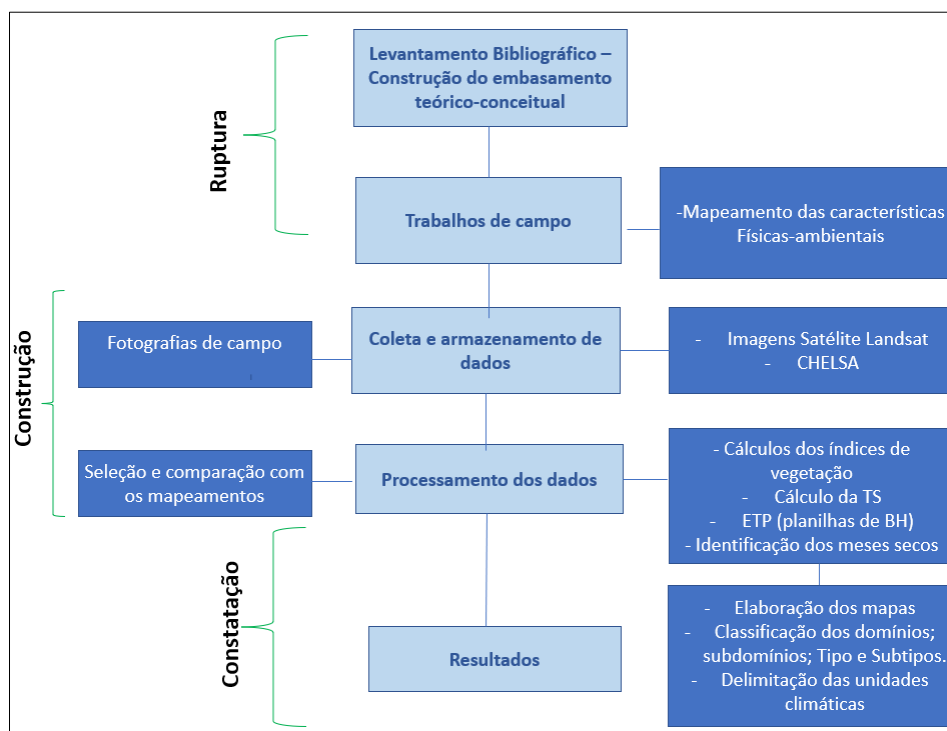 Ruptura
Levantamento Bibliográfico –
Construção do embasamento
teórico-conceitual
Trabalhos de campo
-Mapeamento das características
Físicas-ambientais
Construção
Fotografias de campo
Coleta e armazenamento de
dados
- Imagens Satélite Landsat
- CHELSA
Seleção e comparação com
os mapeamentos
Processamento dos dados
- Cálculos dos índices de
vegetação
- Cálculo da TS
- ETP (planilhas de BH)
- Identificação dos meses secos
Constatação
Resultados
- Elaboração dos mapas
- Classificação dos domínios;
subdomínios; Tipo e Subtipos.
- Delimitação das unidades
climáticas